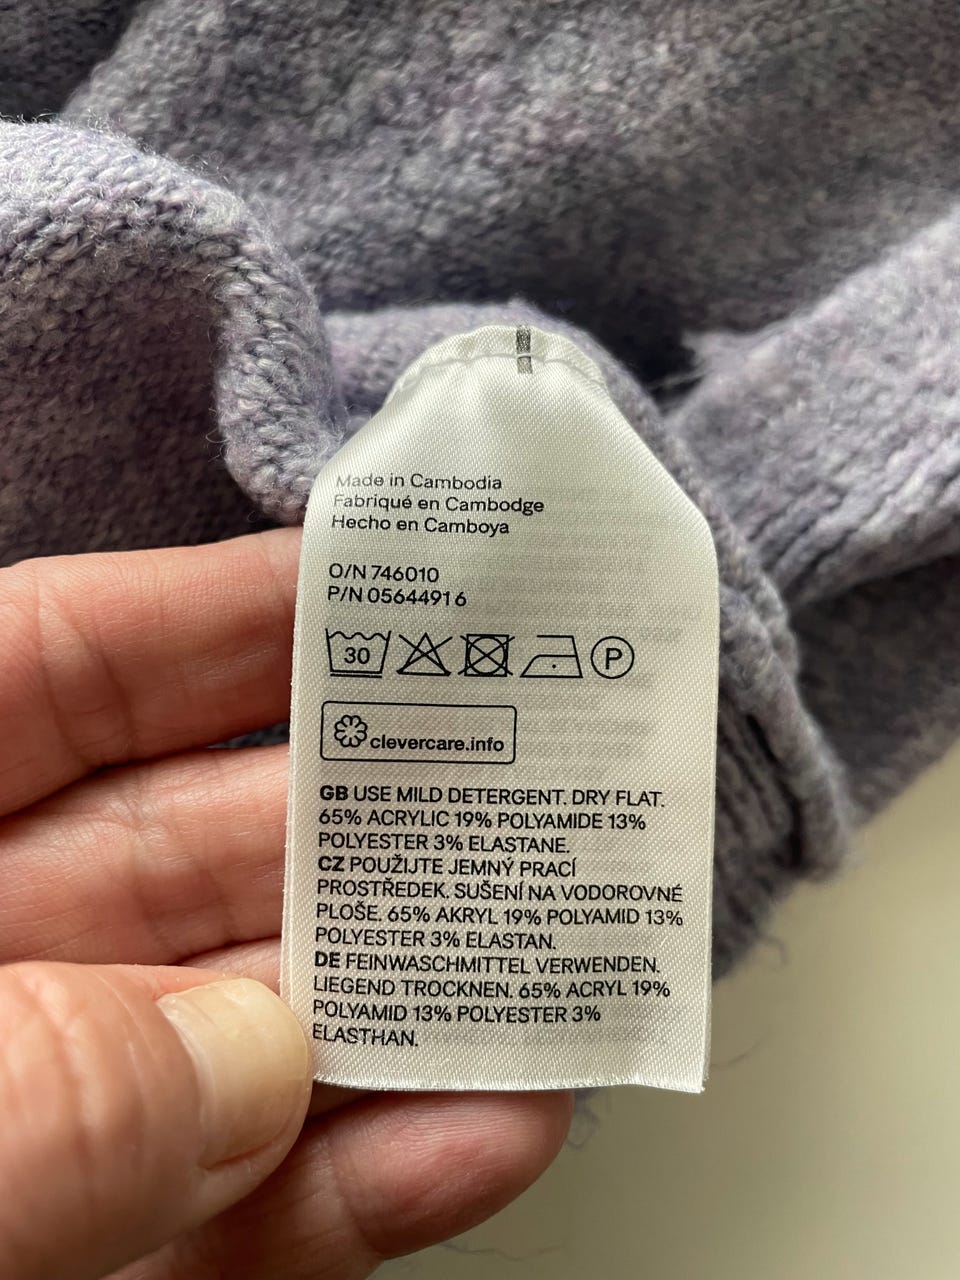 Made in Cambodia
Fabriqué en Cambodge
Hecho en Camboya
O/N 746010
P/N 05644916
30
P
clevercare.info
GB USE MILD DETERGENT. DRY FLAT.
65% ACRYLIC 19% POLYAMIDE 13%
POLYESTER 3% ELASTANE.
CZ POUŽIJTE JEMNÝ PRACÍ
PROSTŘEDEK. SUŠENÍ NA VODOROVNÉ
PLOŠE. 65% AKRYL 19% POLYAMID 13%
POLYESTER 3% ELASTAN.
DE FEINWASCHMITTEL VERWENDEN.
LIEGEND TROCKNEN. 65% ACRYL 19%
POLYAMID 13% POLYESTER 3%
ELASTHAN.